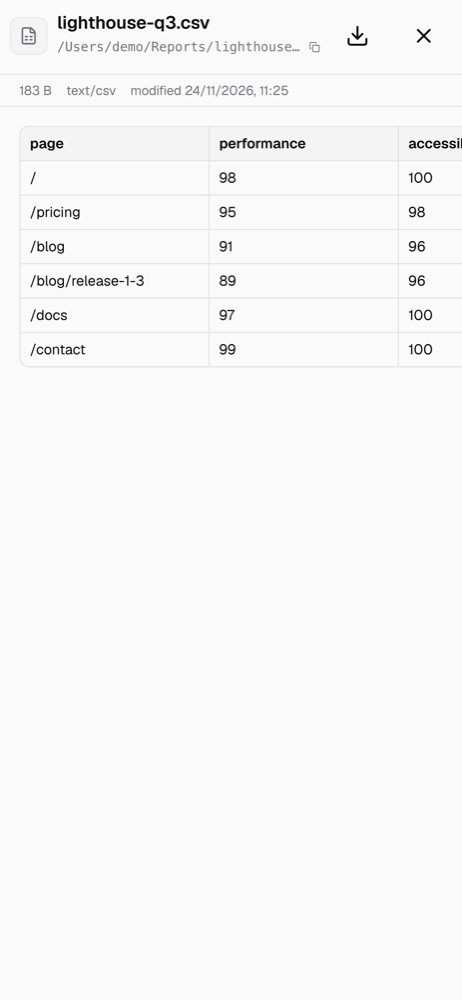 lighthouse-q3.csv
/Users/demo/Reports/lighthouse…
183 B text/csv modified 24/11/2026, 11:25
page performance accessi
/ 98 100
/pricing 95 98
/blog 91 96
/blog/release-1-3 89 96
/docs 97 100
/contact 99 100